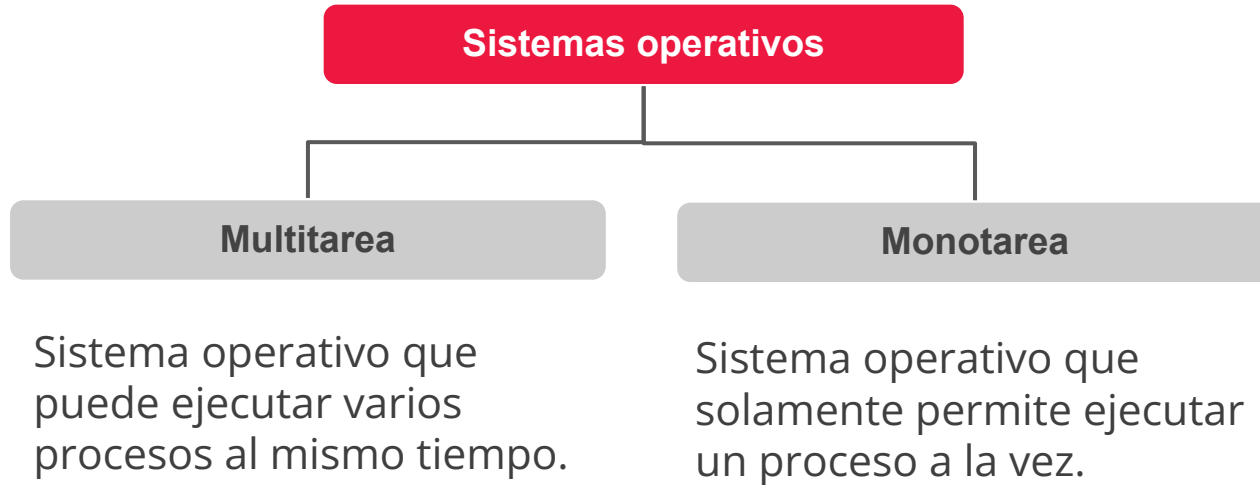 Sistemas operativos
Multitarea
Monotarea
Sistema operativo que
puede ejecutar varios
procesos al mismo tiempo.
Sistema operativo que
solamente permite ejecutar
un proceso a la vez.